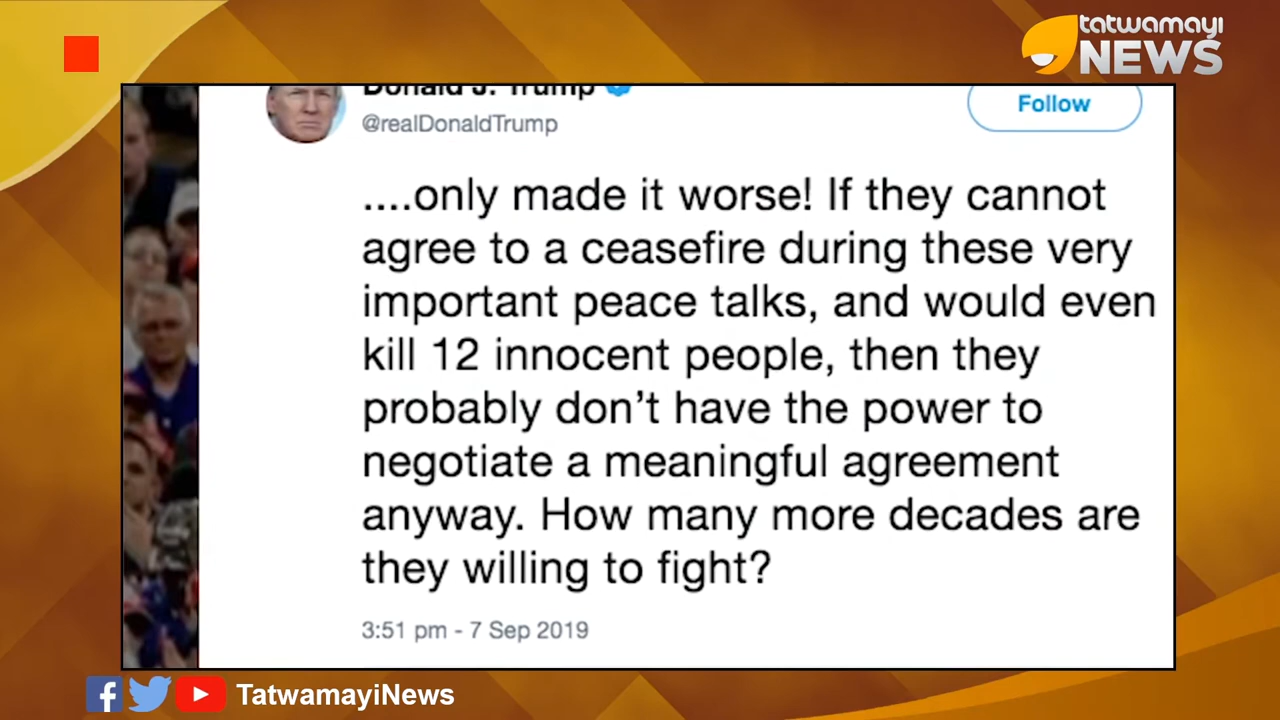 tatwamayi
NEWS
Donald J. Trump
@realDonaldTrump
Follow
....only made it worse! If they cannot
agree to a ceasefire during these very
important peace talks, and would even
kill 12 innocent people, then they
probably don’t have the power to
negotiate a meaningful agreement
anyway. How many more decades are
they willing to fight?
3:51 pm - 7 Sep 2019
TatwamayiNews